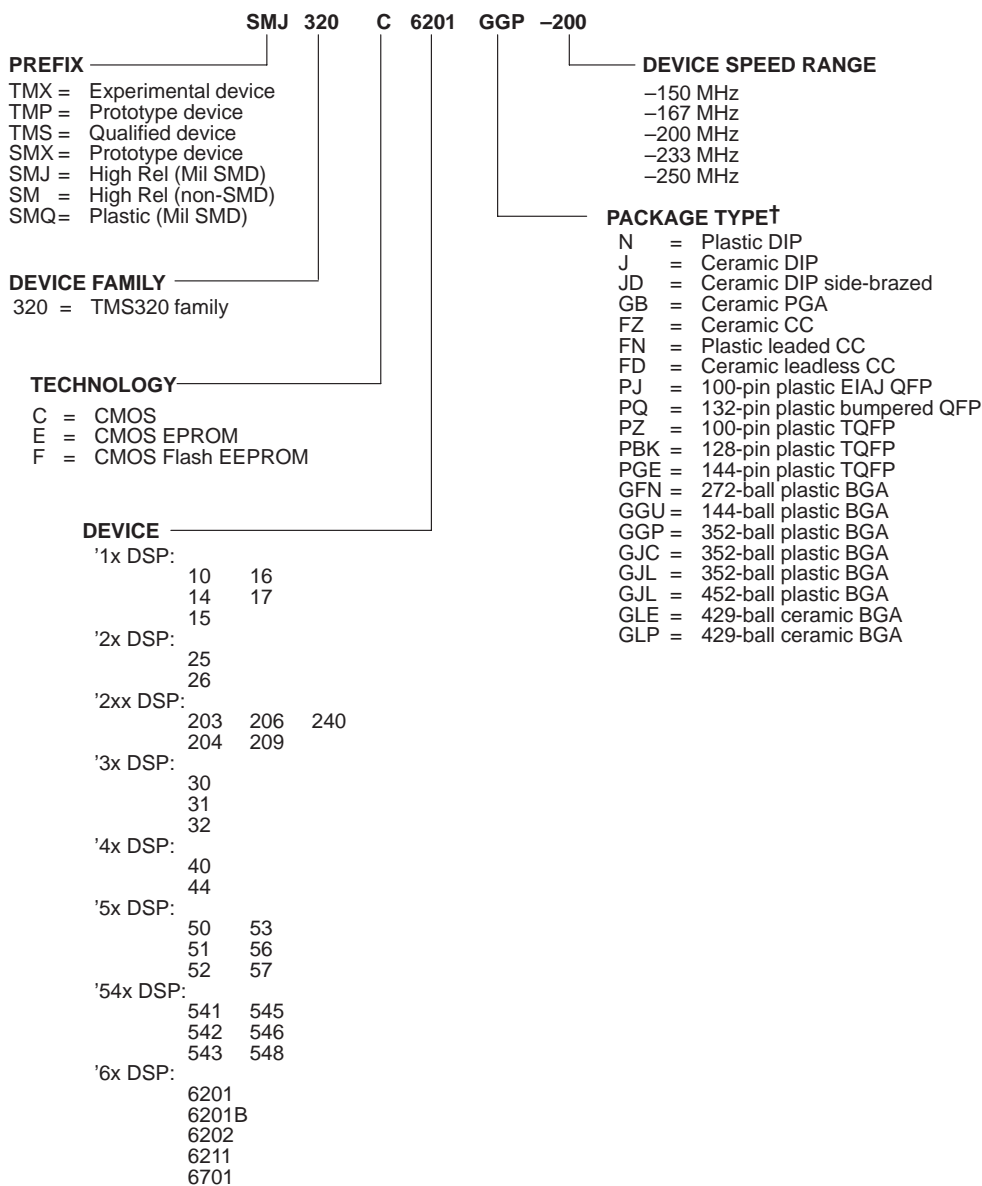 SMJ 320 C 6201 GGP –200
PREFIX
TMX = Experimental device
TMP = Prototype device
TMS = Qualified device
SMX = Prototype device
SMJ = High Rel (Mil SMD)
SM = High Rel (non-SMD)
SMQ = Plastic (Mil SMD)
DEVICE SPEED RANGE
–150 MHz
–167 MHz
–200 MHz
–233 MHz
–250 MHz
DEVICE FAMILY
320 = TMS320 family
PACKAGE TYPE†
N = Plastic DIP
J = Ceramic DIP
JD = Ceramic DIP side-brazed
GB = Ceramic PGA
FZ = Ceramic CC
FN = Plastic leaded CC
FD = Ceramic leadless CC
PJ = 100-pin plastic EIAJ QFP
PQ = 132-pin plastic bumpered QFP
PZ = 100-pin plastic TQFP
PBK = 128-pin plastic TQFP
PGE = 144-pin plastic TQFP
GFN = 272-ball plastic BGA
GGU = 144-ball plastic BGA
GGP = 352-ball plastic BGA
GJC = 352-ball plastic BGA
GJL = 352-ball plastic BGA
GJL = 452-ball plastic BGA
GLE = 429-ball ceramic BGA
GLP = 429-ball ceramic BGA
TECHNOLOGY
C = CMOS
E = CMOS EPROM
F = CMOS Flash EEPROM
DEVICE
'1x DSP:
10 16
14 17
15
'2x DSP:
25
26
'2xx DSP:
203 206 240
204 209
'3x DSP:
30
31
32
'4x DSP:
40
44
'5x DSP:
50 53
51 56
52 57
'54x DSP:
541 545
542 546
543 548
'6x DSP:
6201
6201B
6202
6211
6701